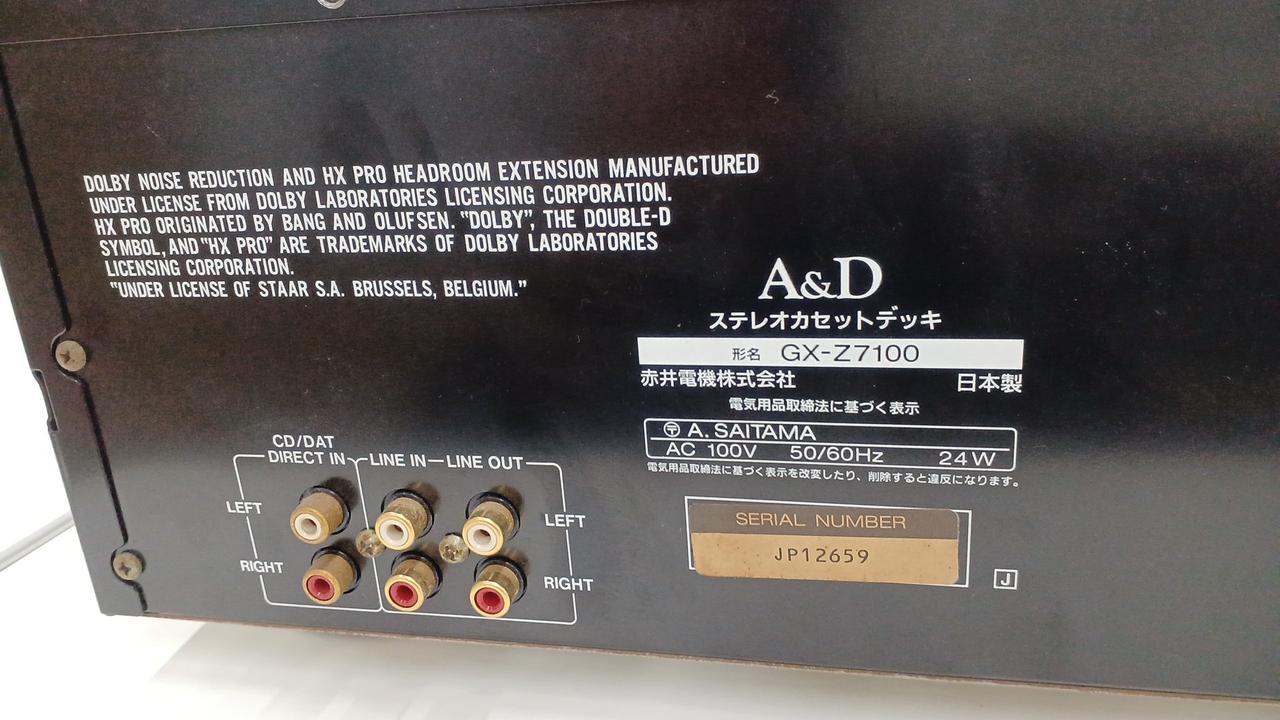 DOLBY NOISE REDUCTION AND HX PRO HEADROOM EXTENSION MANUFACTURED
UNDER LICENSE FROM DOLBY LABORATORIES LICENSING CORPORATION.
HX PRO ORIGINATED BY BANG AND OLUFSEN. "DOLBY", THE DOUBLE-D
SYMBOL, AND "HX PRO" ARE TRADEMARKS OF DOLBY LABORATORIES
LICENSING CORPORATION.
"UNDER LICENSE OF STAAR S.A. BRUSSELS, BELGIUM."
A&D
ステレオカセットデッキ
形名 GX-Z7100
赤井電機株式会社 日本製
電気用品取締法に基づく表示
〶 A. SAITAMA
AC 100V 50/60Hz 24W
電気用品取締法に基づく表示を改変したり、削除すると違反になります。
SERIAL NUMBER
JP12659
J
CD/DAT
DIRECT IN LINE IN LINE OUT
LEFT LEFT
RIGHT RIGHT